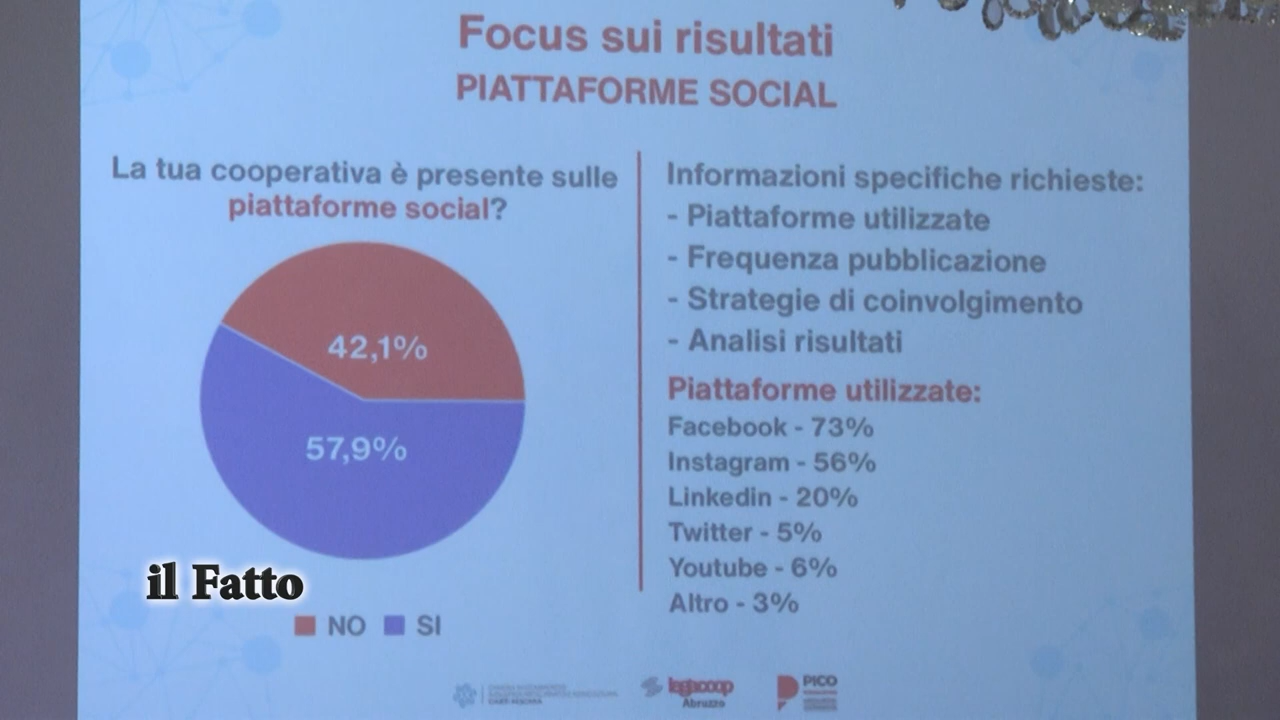 Focus sui risultati
PIATTAFORME SOCIAL
La tua cooperativa è presente sulle
piattaforme social?
42,1%
57,9%
NO SI
Informazioni specifiche richieste:
- Piattaforme utilizzate
- Frequenza pubblicazione
- Strategie di coinvolgimento
- Analisi risultati
Piattaforme utilizzate:
Facebook - 73%
Instagram - 56%
Linkedin - 20%
Twitter - 5%
Youtube - 6%
Altro - 3%
il Fatto
legacoop
Abruzzo
PICO